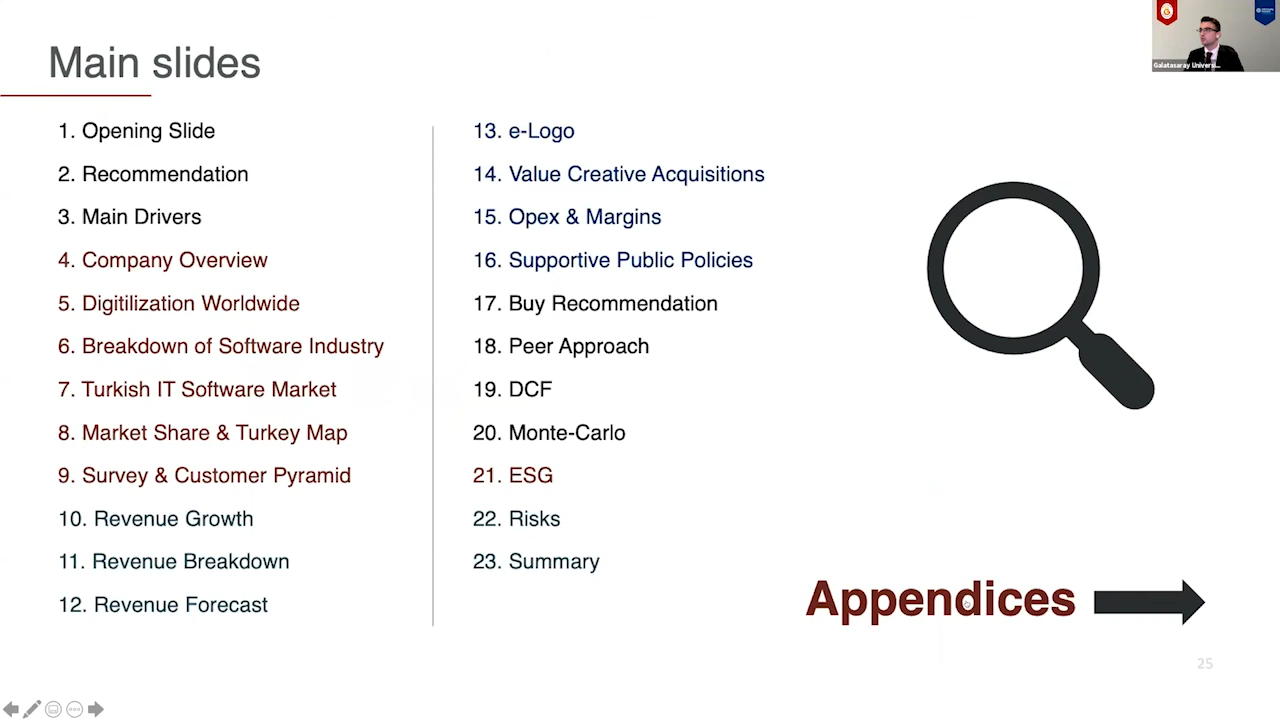 Main slides
1. Opening Slide
2. Recommendation
3. Main Drivers
4. Company Overview
5. Digitilization Worldwide
6. Breakdown of Software Industry
7. Turkish IT Software Market
8. Market Share & Turkey Map
9. Survey & Customer Pyramid
10. Revenue Growth
11. Revenue Breakdown
12. Revenue Forecast
13. e-Logo
14. Value Creative Acquisitions
15. Opex & Margins
16. Supportive Public Policies
17. Buy Recommendation
18. Peer Approach
19. DCF
20. Monte-Carlo
21. ESG
22. Risks
23. Summary
Appendices
25
Galatasaray Universi...